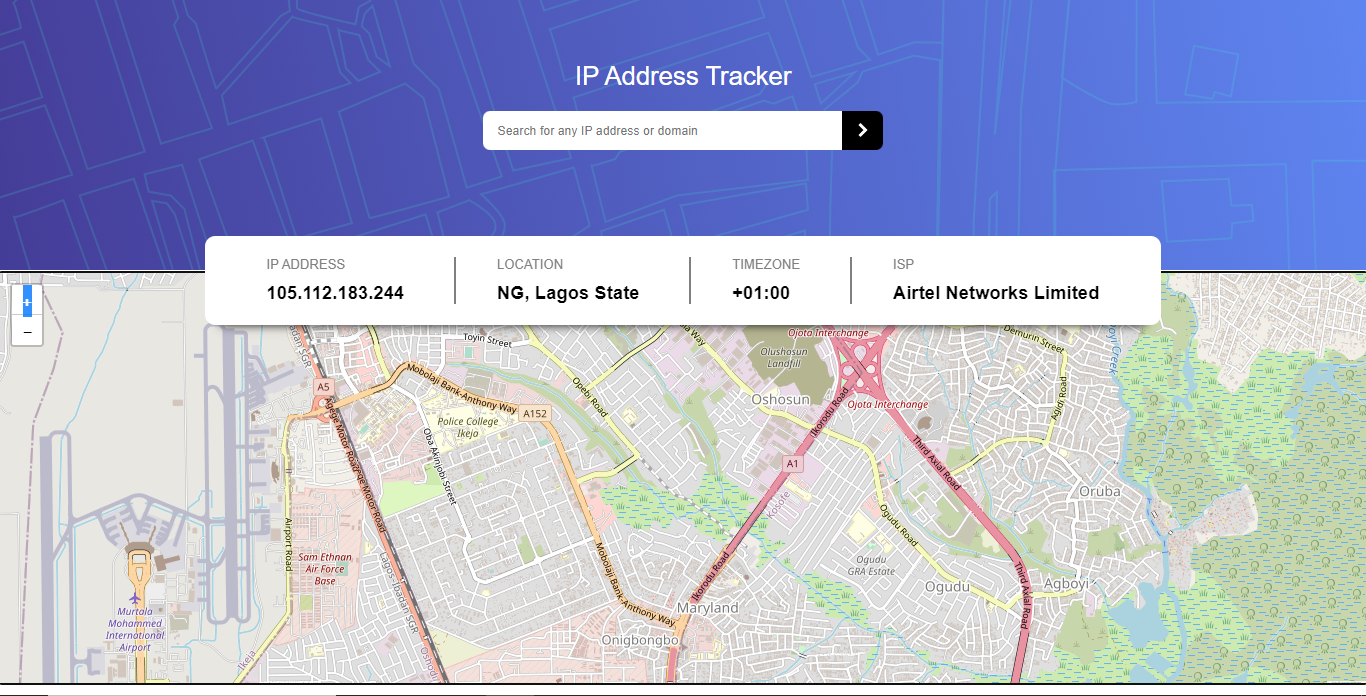 IP Address Tracker
Search for any IP address or domain
IP ADDRESS
105.112.183.244
LOCATION
NG, Lagos State
TIMEZONE
+01:00
ISP
Airtel Networks Limited
+
−
Toyin Street
Ojota Interchange
Demurin Street
Olushosun
Landfill
A5
Mobolaji Bank-Anthony Way
Opebi Road
Oshosun
Ojota Interchange
Agidi Road
A152
Police College
Ikeja
Ikorodu Road
Agege Motor Road
Oba Akinjobi Street
Third Axial Road
A1
Oruba
Kosofe
Airport Road
Ogudu Road
Sam Ethnan
Air Force
Base
Mobolaji Bank-Anthony Way
Lagos-Ibadan SGR
Ogudu
GRA Estate
Ikorodu Road
Ogudu
Agboyi
Third Axial Road
Murtala
Mohammed
International
Airport
Maryland
Onigbongbo
Ikeja